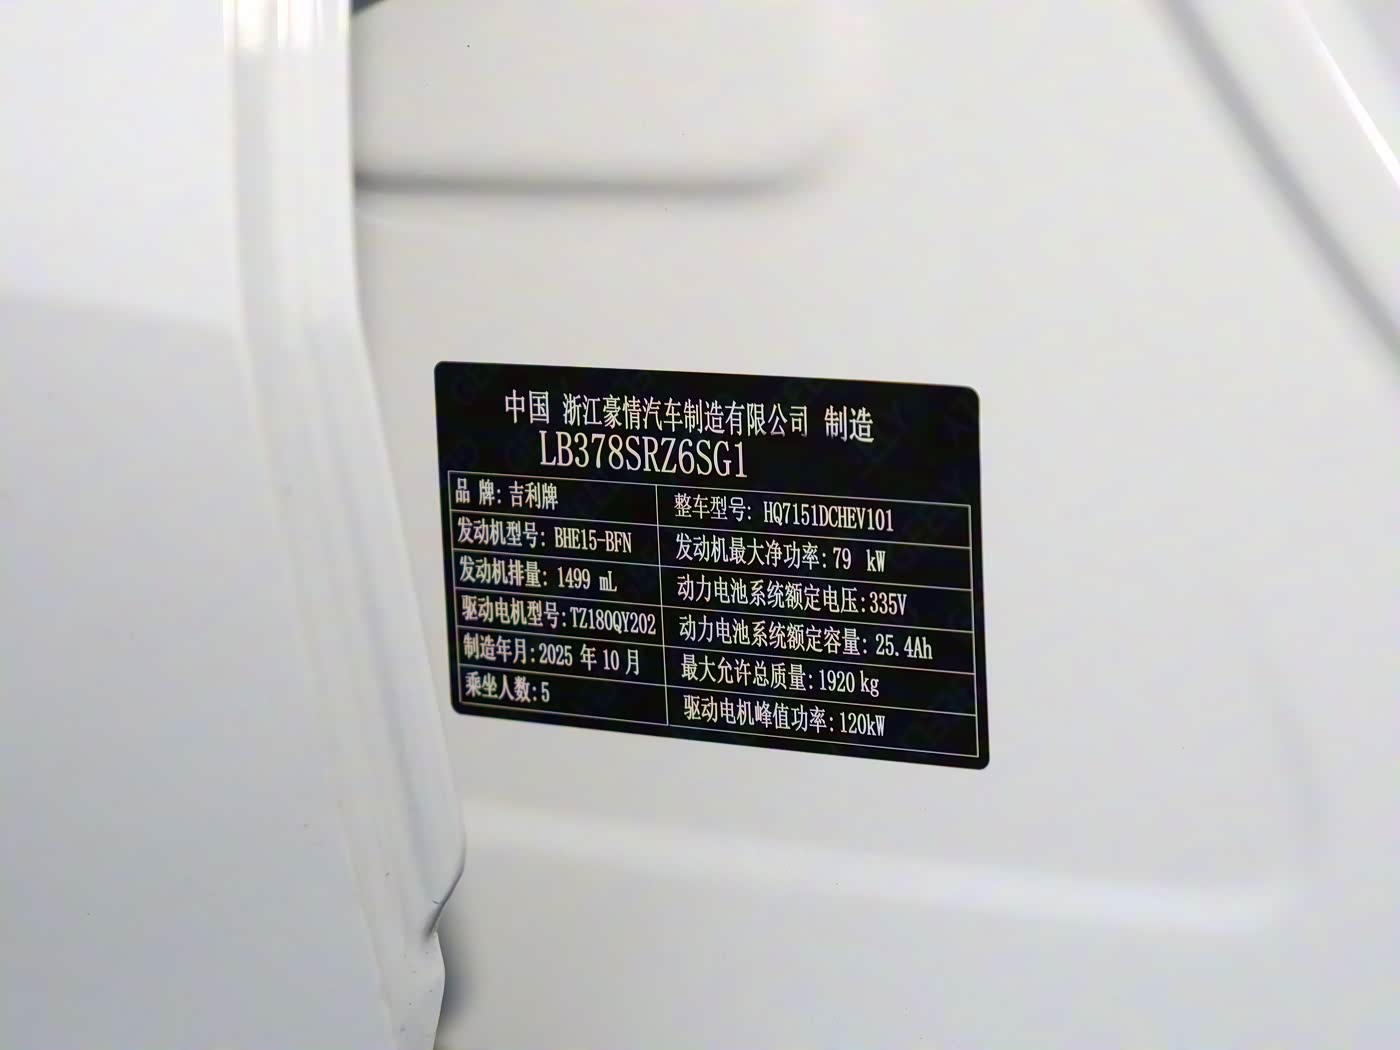 中国 浙江豪情汽车制造有限公司 制造
LB378SRZ6SG1
品 牌: 吉利牌
整车型号: HQ7151DCHEV101
发动机型号: BHE15-BFN
发动机最大净功率: 79 kW
发动机排量: 1499 mL
动力电池系统额定电压: 335V
驱动电机型号: TZ180QY202
动力电池系统额定容量: 25.4Ah
制造年月: 2025 年 10 月
最大允许总质量: 1920 kg
乘坐人数: 5
驱动电机峰值功率: 120kW